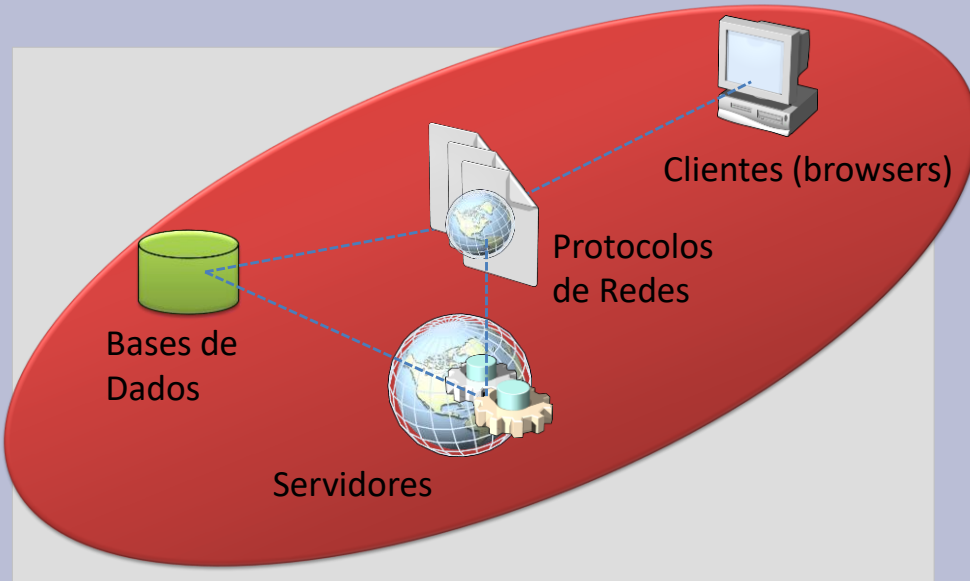 Clientes (browsers)
Protocolos
de Redes
Bases de
Dados
Servidores